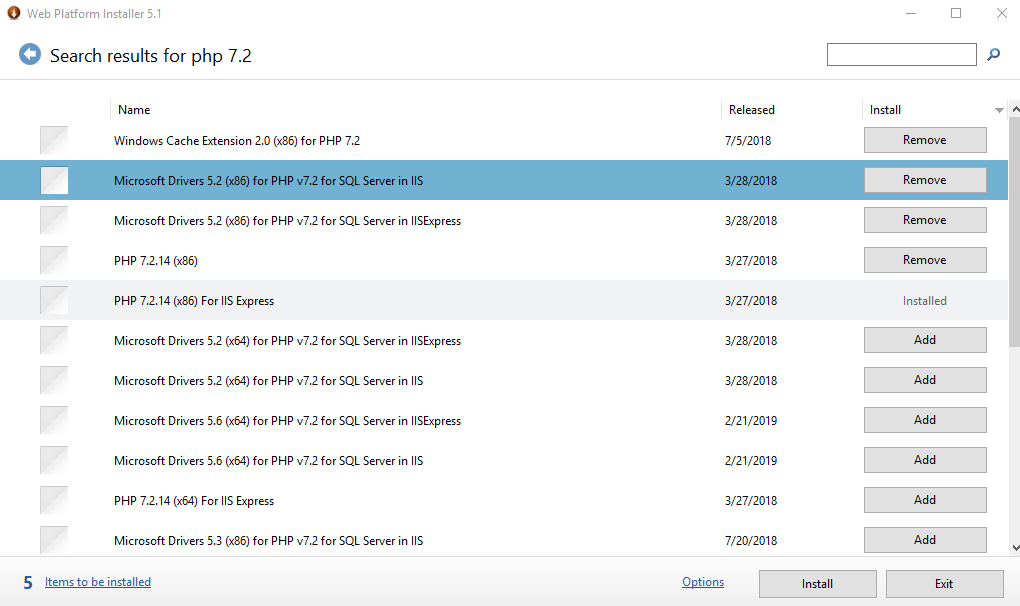 Web Platform Installer 5.1
Search results for php 7.2
Name Released Install
Windows Cache Extension 2.0 (x86) for PHP 7.2 7/5/2018 Remove
Microsoft Drivers 5.2 (x86) for PHP v7.2 for SQL Server in IIS 3/28/2018 Remove
Microsoft Drivers 5.2 (x86) for PHP v7.2 for SQL Server in IISExpress 3/28/2018 Remove
PHP 7.2.14 (x86) 3/27/2018 Remove
PHP 7.2.14 (x86) For IIS Express 3/27/2018 Installed
Microsoft Drivers 5.2 (x64) for PHP v7.2 for SQL Server in IISExpress 3/28/2018 Add
Microsoft Drivers 5.2 (x64) for PHP v7.2 for SQL Server in IIS 3/28/2018 Add
Microsoft Drivers 5.6 (x64) for PHP v7.2 for SQL Server in IISExpress 2/21/2019 Add
Microsoft Drivers 5.6 (x64) for PHP v7.2 for SQL Server in IIS 2/21/2019 Add
PHP 7.2.14 (x64) For IIS Express 3/27/2018 Add
Microsoft Drivers 5.3 (x86) for PHP v7.2 for SQL Server in IIS 7/20/2018 Add
5 Items to be installed Options Install Exit